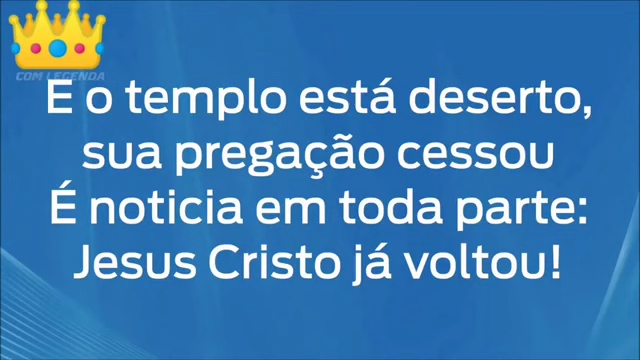 COM LEGENDA
E o templo está deserto,
sua pregação cessou
É noticia em toda parte:
Jesus Cristo já voltou!